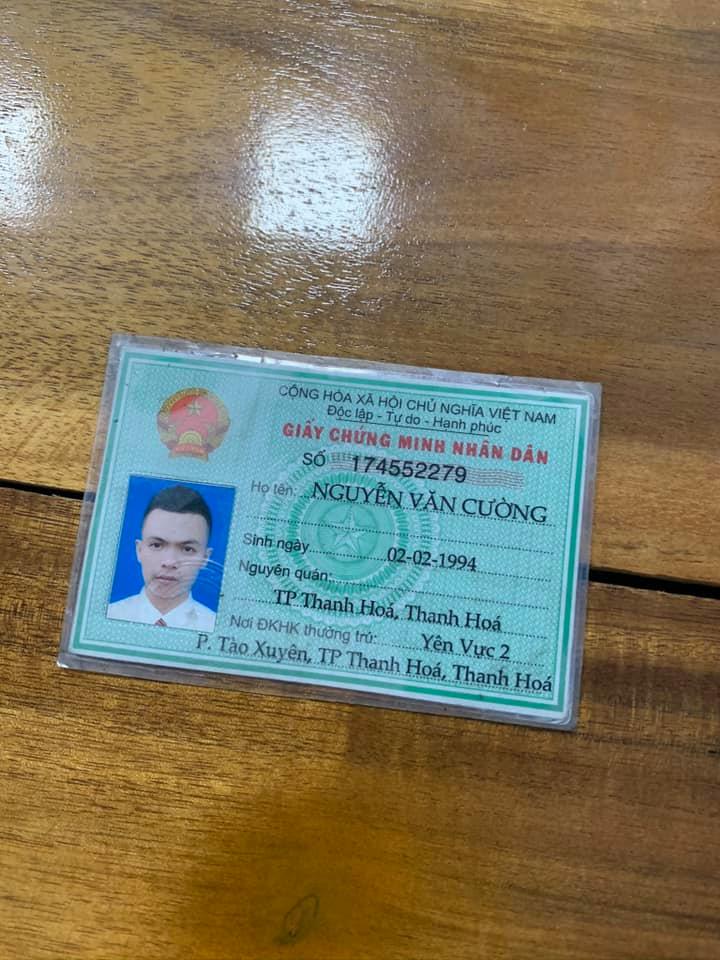 CỘNG HÒA XÃ HỘI CHỦ NGHĨA VIỆT NAM
Độc lập - Tự do - Hạnh phúc
GIẤY CHỨNG MINH NHÂN DÂN
SỐ 174552279
Họ tên: NGUYỄN VĂN CƯỜNG
Sinh ngày 02-02-1994
Nguyên quán:
TP Thanh Hoá, Thanh Hoá
Nơi ĐKHK thường trú: Yên Vực 2
P. Tào Xuyên, TP Thanh Hoá, Thanh Hoá